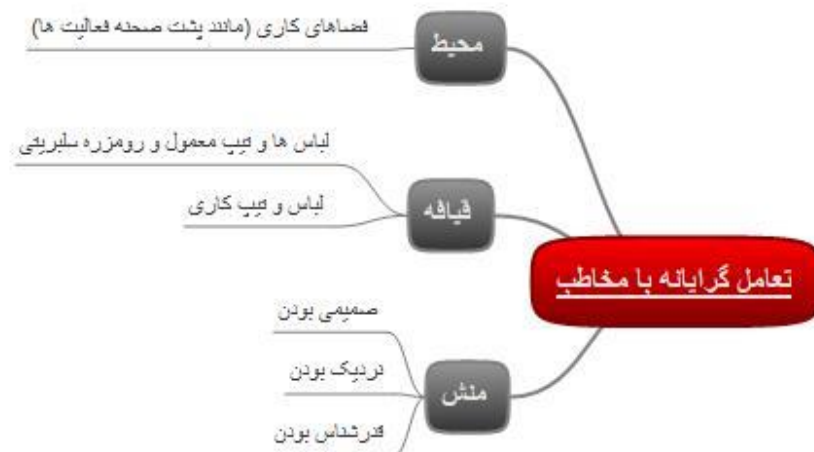 تعامل گرایانه با مخاطب
محیط
فضاهای کاری (مانند پشت صحنه فعالیت ها)
قیافه
لباس ها و تیپ معمول و رومزره سلبریتی
لباس و تیپ کاری
منش
صمیمی بودن
نزدیک بودن
قدرشناس بودن